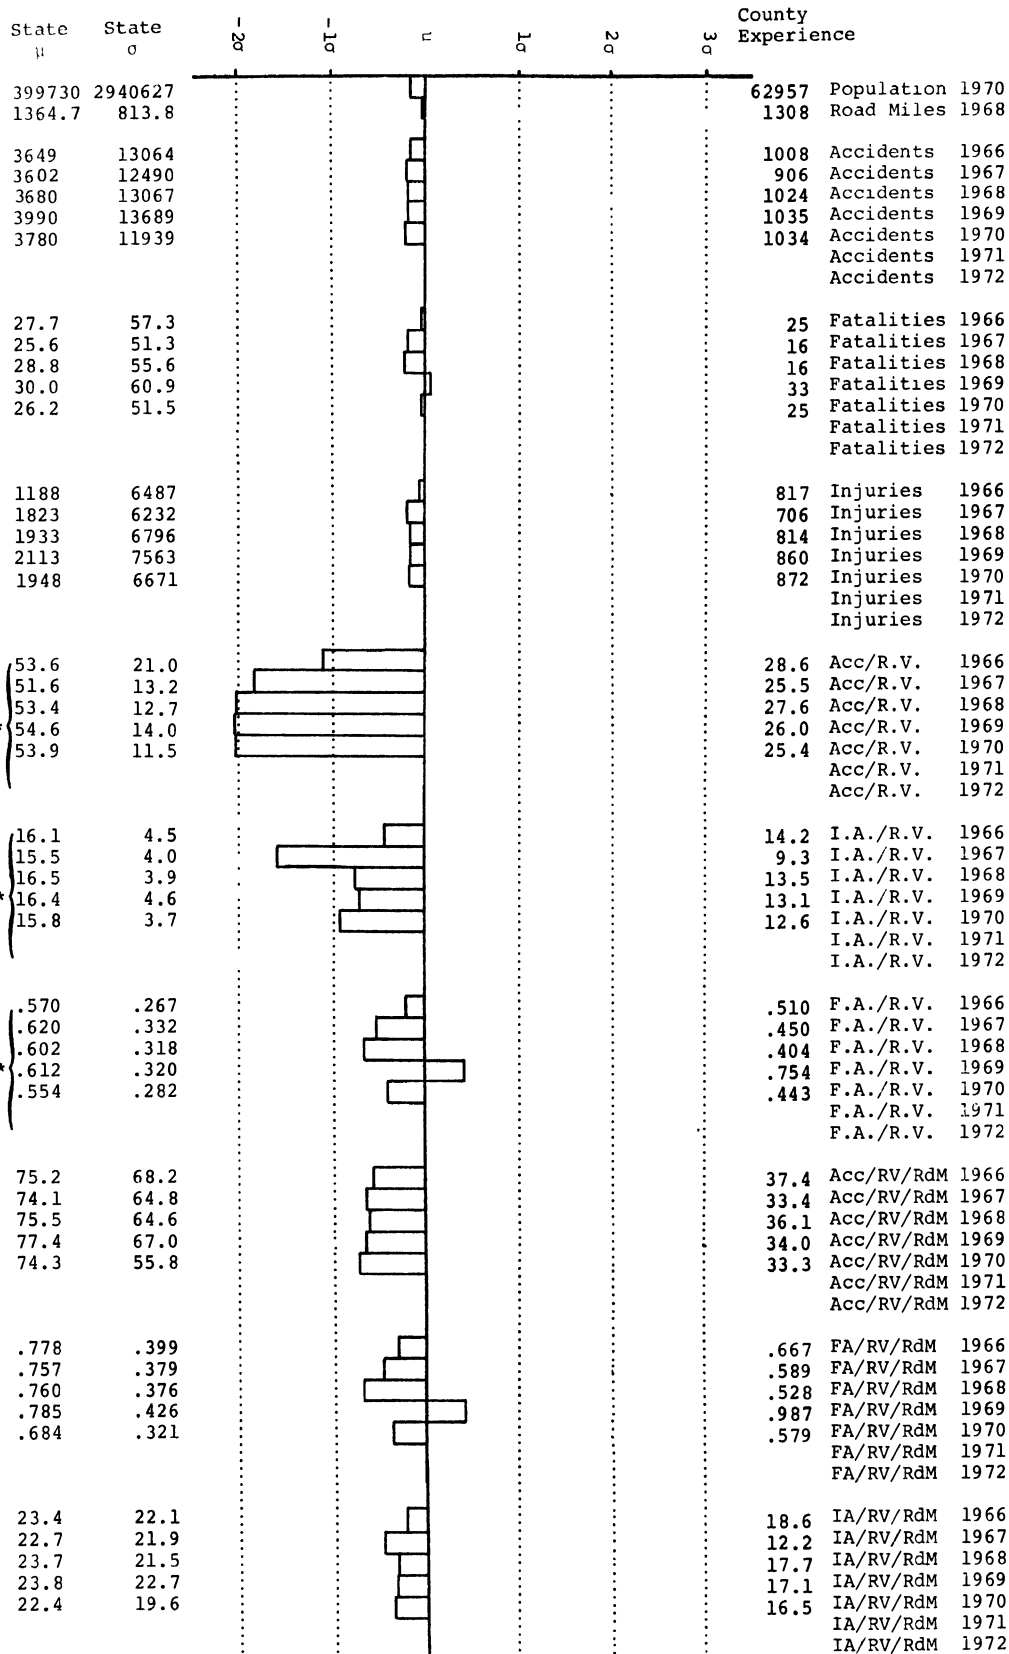 State State -2σ -1σ μ 1σ 2σ 3σ County
μ σ Experience
399730 2940627 62957 Population 1970
1364.7 813.8 1308 Road Miles 1968
3649 13064 1008 Accidents 1966
3602 12490 906 Accidents 1967
3680 13067 1024 Accidents 1968
3990 13689 1035 Accidents 1969
3780 11939 1034 Accidents 1970
Accidents 1971
Accidents 1972
27.7 57.3 25 Fatalities 1966
25.6 51.3 16 Fatalities 1967
28.8 55.6 16 Fatalities 1968
30.0 60.9 33 Fatalities 1969
26.2 51.5 25 Fatalities 1970
Fatalities 1971
Fatalities 1972
1188 6487 817 Injuries 1966
1823 6232 706 Injuries 1967
1933 6796 814 Injuries 1968
2113 7563 860 Injuries 1969
1948 6671 872 Injuries 1970
Injuries 1971
Injuries 1972
53.6 21.0 28.6 Acc/R.V. 1966
51.6 13.2 25.5 Acc/R.V. 1967
53.4 12.7 27.6 Acc/R.V. 1968
* 54.6 14.0 26.0 Acc/R.V. 1969
53.9 11.5 25.4 Acc/R.V. 1970
Acc/R.V. 1971
Acc/R.V. 1972
16.1 4.5 14.2 I.A./R.V. 1966
15.5 4.0 9.3 I.A./R.V. 1967
16.5 3.9 13.5 I.A./R.V. 1968
* 16.4 4.6 13.1 I.A./R.V. 1969
15.8 3.7 12.6 I.A./R.V. 1970
I.A./R.V. 1971
I.A./R.V. 1972
.570 .267 .510 F.A./R.V. 1966
.620 .332 .450 F.A./R.V. 1967
.602 .318 .404 F.A./R.V. 1968
* .612 .320 .754 F.A./R.V. 1969
.554 .282 .443 F.A./R.V. 1970
F.A./R.V. 1971
F.A./R.V. 1972
75.2 68.2 37.4 Acc/RV/RdM 1966
74.1 64.8 33.4 Acc/RV/RdM 1967
75.5 64.6 36.1 Acc/RV/RdM 1968
77.4 67.0 34.0 Acc/RV/RdM 1969
74.3 55.8 33.3 Acc/RV/RdM 1970
Acc/RV/RdM 1971
Acc/RV/RdM 1972
.778 .399 .667 FA/RV/RdM 1966
.757 .379 .589 FA/RV/RdM 1967
.760 .376 .528 FA/RV/RdM 1968
.785 .426 .987 FA/RV/RdM 1969
.684 .321 .579 FA/RV/RdM 1970
FA/RV/RdM 1971
FA/RV/RdM 1972
23.4 22.1 18.6 IA/RV/RdM 1966
22.7 21.9 12.2 IA/RV/RdM 1967
23.7 21.5 17.7 IA/RV/RdM 1968
23.8 22.7 17.1 IA/RV/RdM 1969
22.4 19.6 16.5 IA/RV/RdM 1970
IA/RV/RdM 1971
IA/RV/RdM 1972